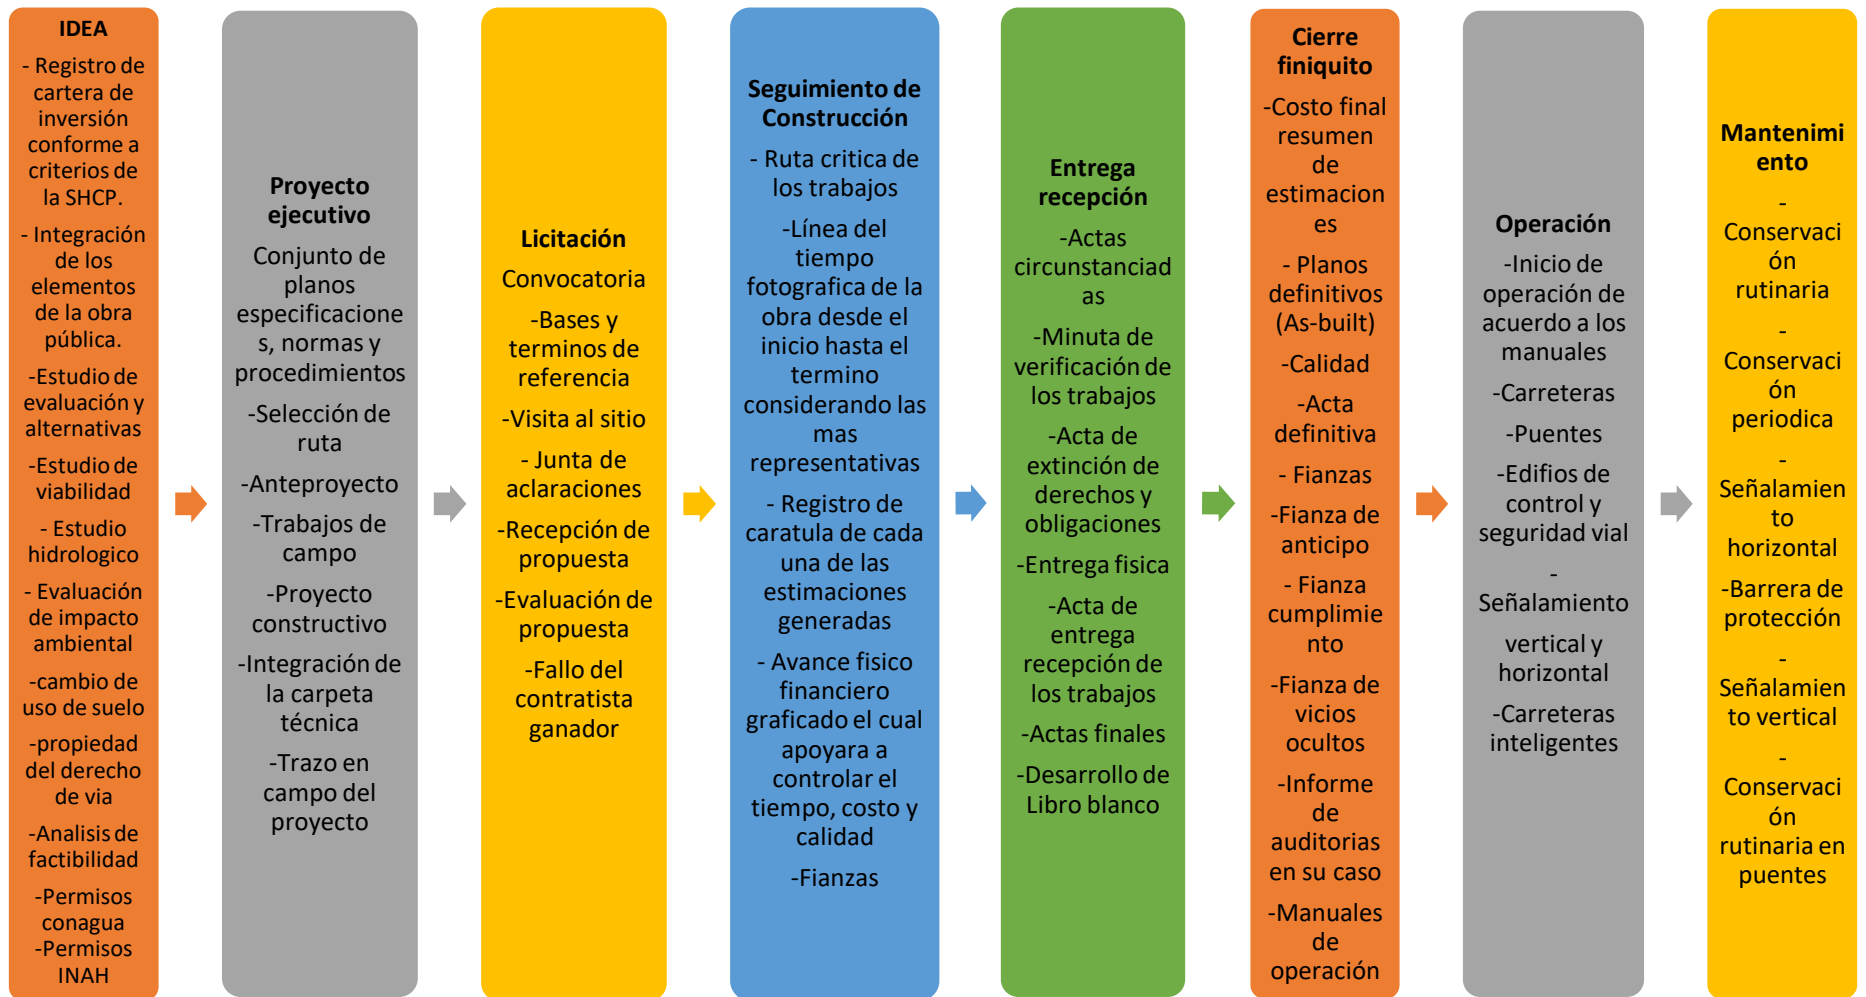 IDEA
- Registro de
cartera de
inversión
conforme a
criterios de
la SHCP.
- Integración
de los
elementos
de la obra
pública.
-Estudio de
evaluación y
alternativas
-Estudio de
viabilidad
- Estudio
hidrologico
- Evaluación
de impacto
ambiental
-cambio de
uso de suelo
-propiedad
del derecho
de via
-Analisis de
factibilidad
-Permisos
conagua
-Permisos
INAH
Proyecto
ejecutivo
Conjunto de
planos
especificacione
s, normas y
procedimientos
-Selección de
ruta
-Anteproyecto
-Trabajos de
campo
-Proyecto
constructivo
-Integración de
la carpeta
técnica
-Trazo en
campo del
proyecto
Licitación
Convocatoria
-Bases y
terminos de
referencia
-Visita al sitio
- Junta de
aclaraciones
-Recepción de
propuesta
-Evaluación de
propuesta
-Fallo del
contratista
ganador
Seguimiento de
Construcción
- Ruta critica de
los trabajos
-Línea del
tiempo
fotografica de la
obra desde el
inicio hasta el
termino
considerando las
mas
representativas
- Registro de
caratula de cada
una de las
estimaciones
generadas
- Avance fisico
financiero
graficado el cual
apoyara a
controlar el
tiempo, costo y
calidad
-Fianzas
Entrega
recepción
-Actas
circunstanciad
as
-Minuta de
verificación de
los trabajos
-Acta de
extinción de
derechos y
obligaciones
-Entrega fisica
-Acta de
entrega
recepción de
los trabajos
-Actas finales
-Desarrollo de
Libro blanco
Cierre
finiquito
-Costo final
resumen
de
estimacion
es
- Planos
definitivos
(As-built)
-Calidad
-Acta
definitiva
- Fianzas
-Fianza de
anticipo
- Fianza
cumplimie
nto
-Fianza de
vicios
ocultos
-Informe
de
auditorias
en su caso
-Manuales
de
operación
Operación
-Inicio de
operación de
acuerdo a los
manuales
-Carreteras
-Puentes
-Edifios de
control y
seguridad vial
-
Señalamiento
vertical y
horizontal
-Carreteras
inteligentes
Mantenimi
ento
-
Conservaci
ón
rutinaria
-
Conservaci
ón
periodica
-
Señalamien
to
horizontal
-Barrera de
protección
-
Señalamien
to vertical
-
Conservaci
ón
rutinaria en
puentes